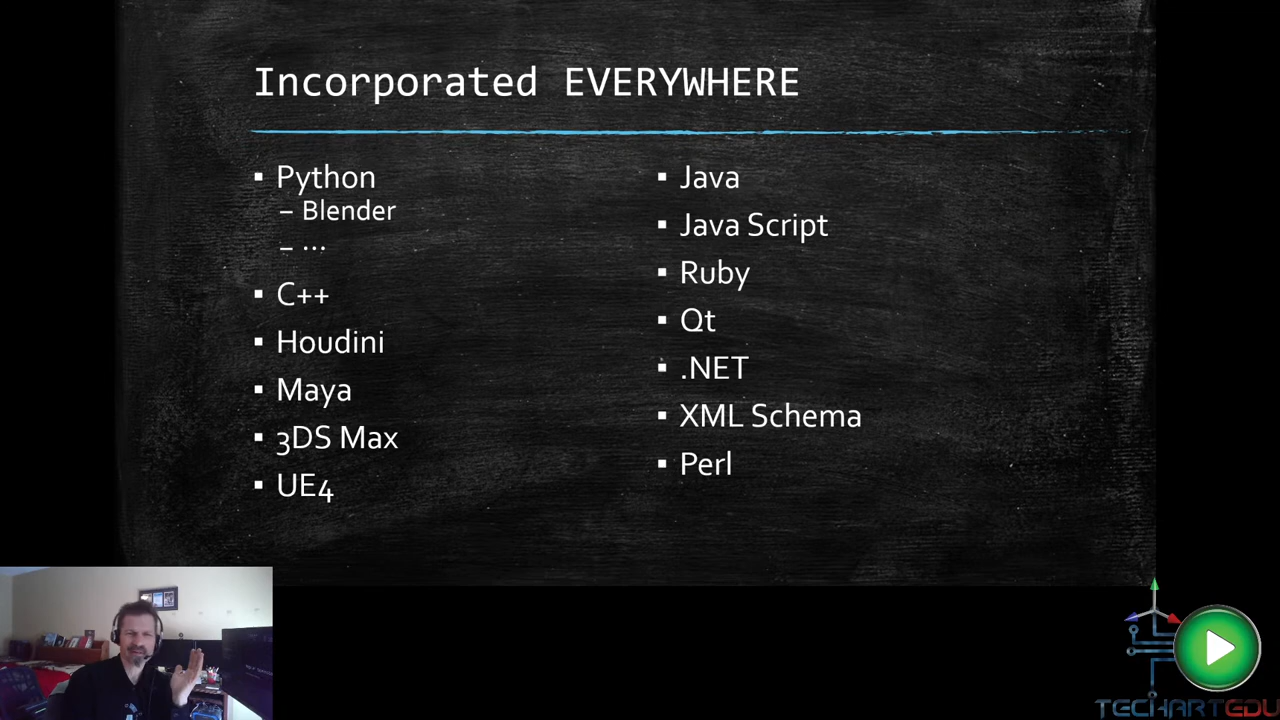 Incorporated EVERYWHERE
▪ Python
– Blender
– ...
▪ C++
▪ Houdini
▪ Maya
▪ 3DS Max
▪ UE4
▪ Java
▪ Java Script
▪ Ruby
▪ Qt
▪ .NET
▪ XML Schema
▪ Perl
TECHARTEDU